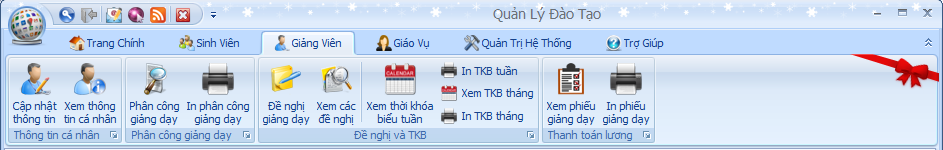 Quản Lý Đào Tạo
Trang Chính Sinh Viên Giảng Viên Giáo Vụ Quản Trị Hệ Thống Trợ Giúp
Cập nhật thông tin
Xem thông tin cá nhân
Thông tin cá nhân
Phân công giảng dạy
In phân công giảng dạy
Phân công giảng dạy
Đề nghị giảng dạy
Xem các đề nghị
CALENDAR
Xem thời khóa biểu tuần
In TKB tuần
Xem TKB tháng
In TKB tháng
Đề nghị và TKB
Xem phiếu giảng dạy
In phiếu giảng dạy
Thanh toán lương